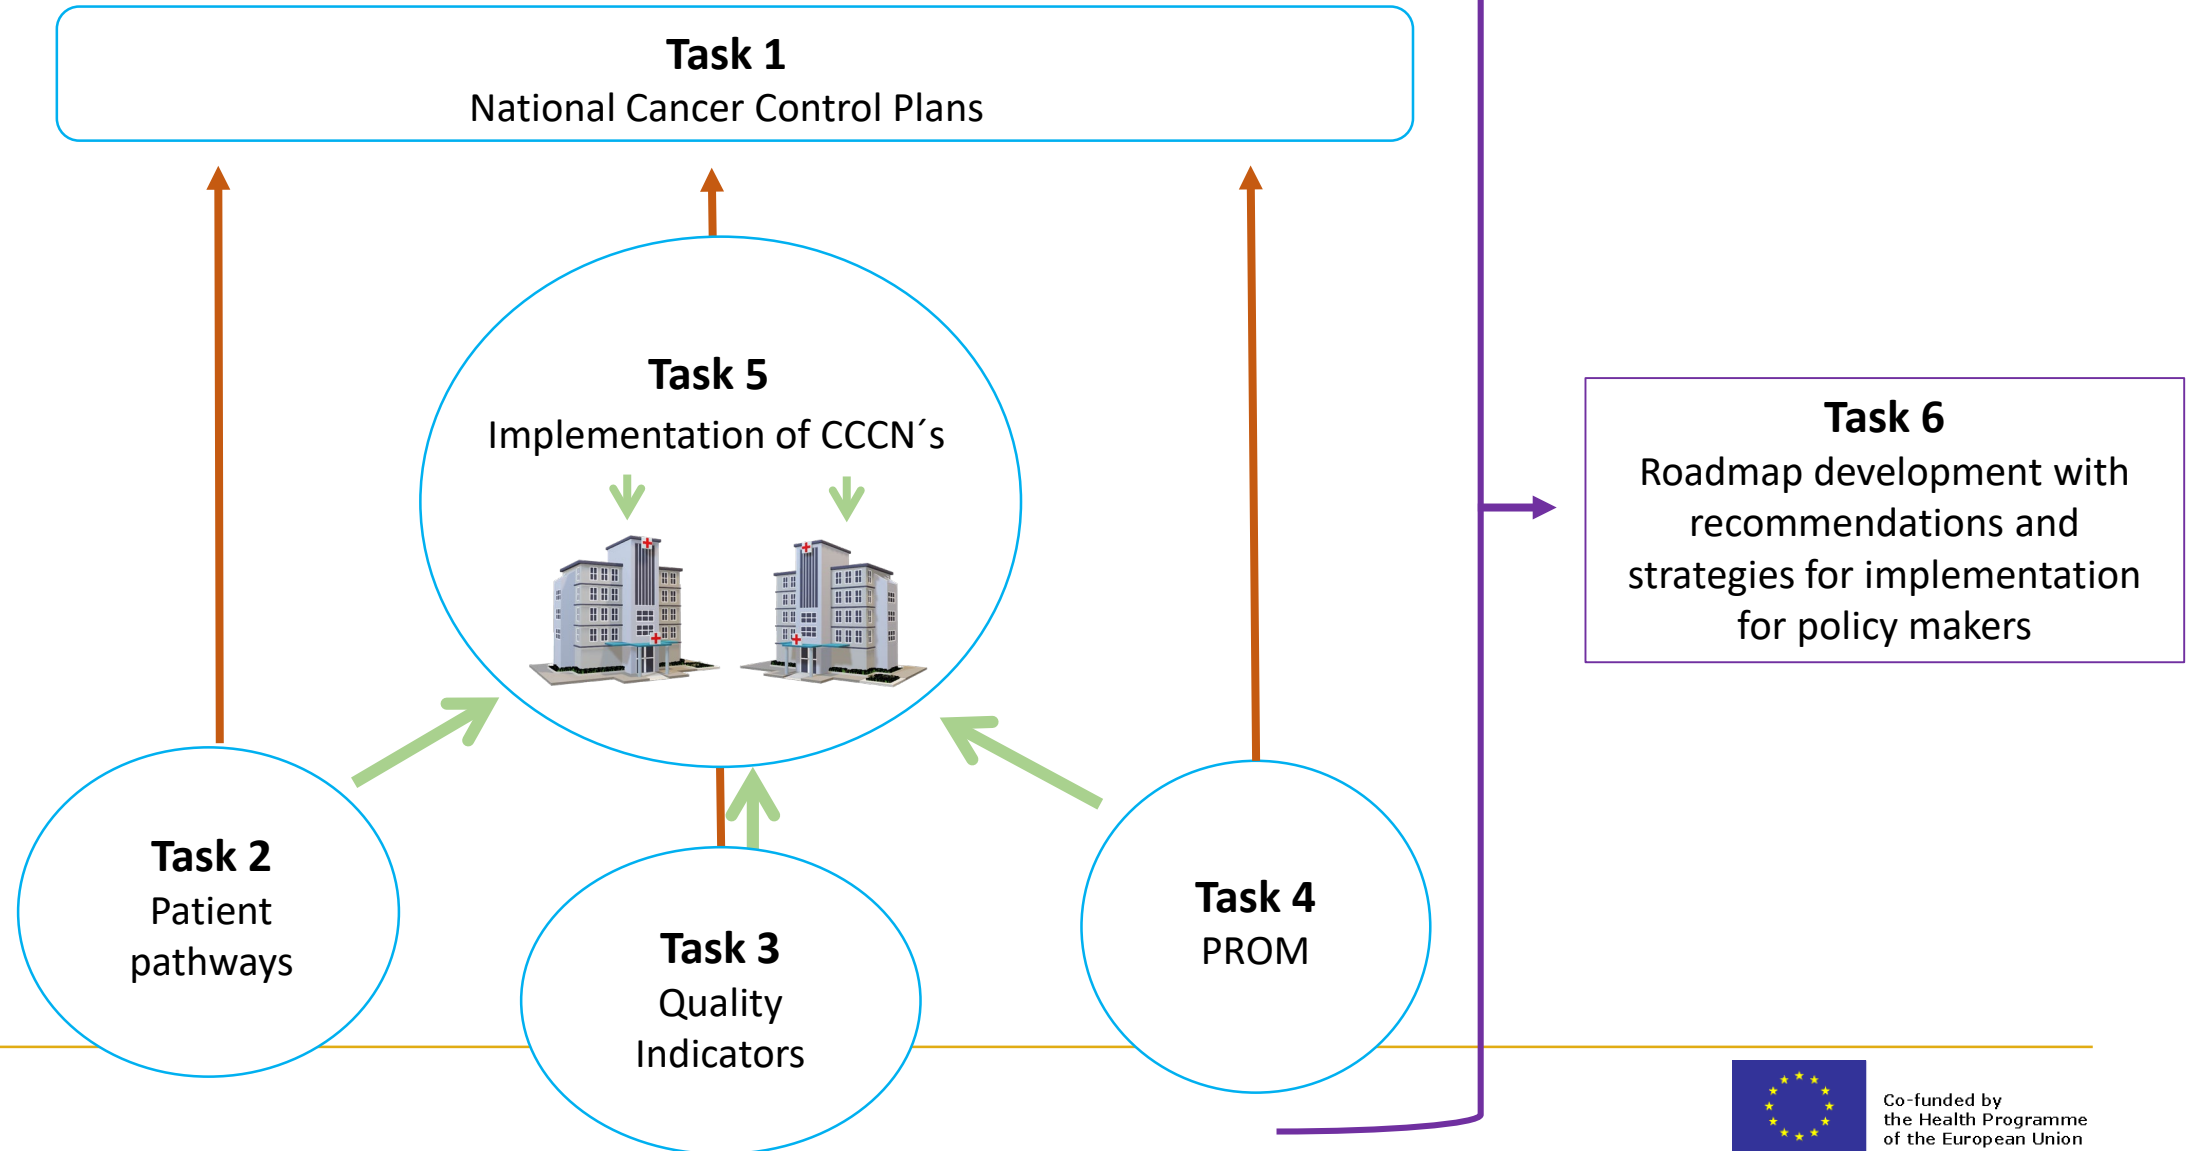 Task 1
National Cancer Control Plans
Task 5
Implementation of CCCN´s
Task 6
Roadmap development with
recommendations and
strategies for implementation
for policy makers
Task 2
Patient
pathways
Task 3
Quality
Indicators
Task 4
PROM
Co-funded by
the Health Programme
of the European Union